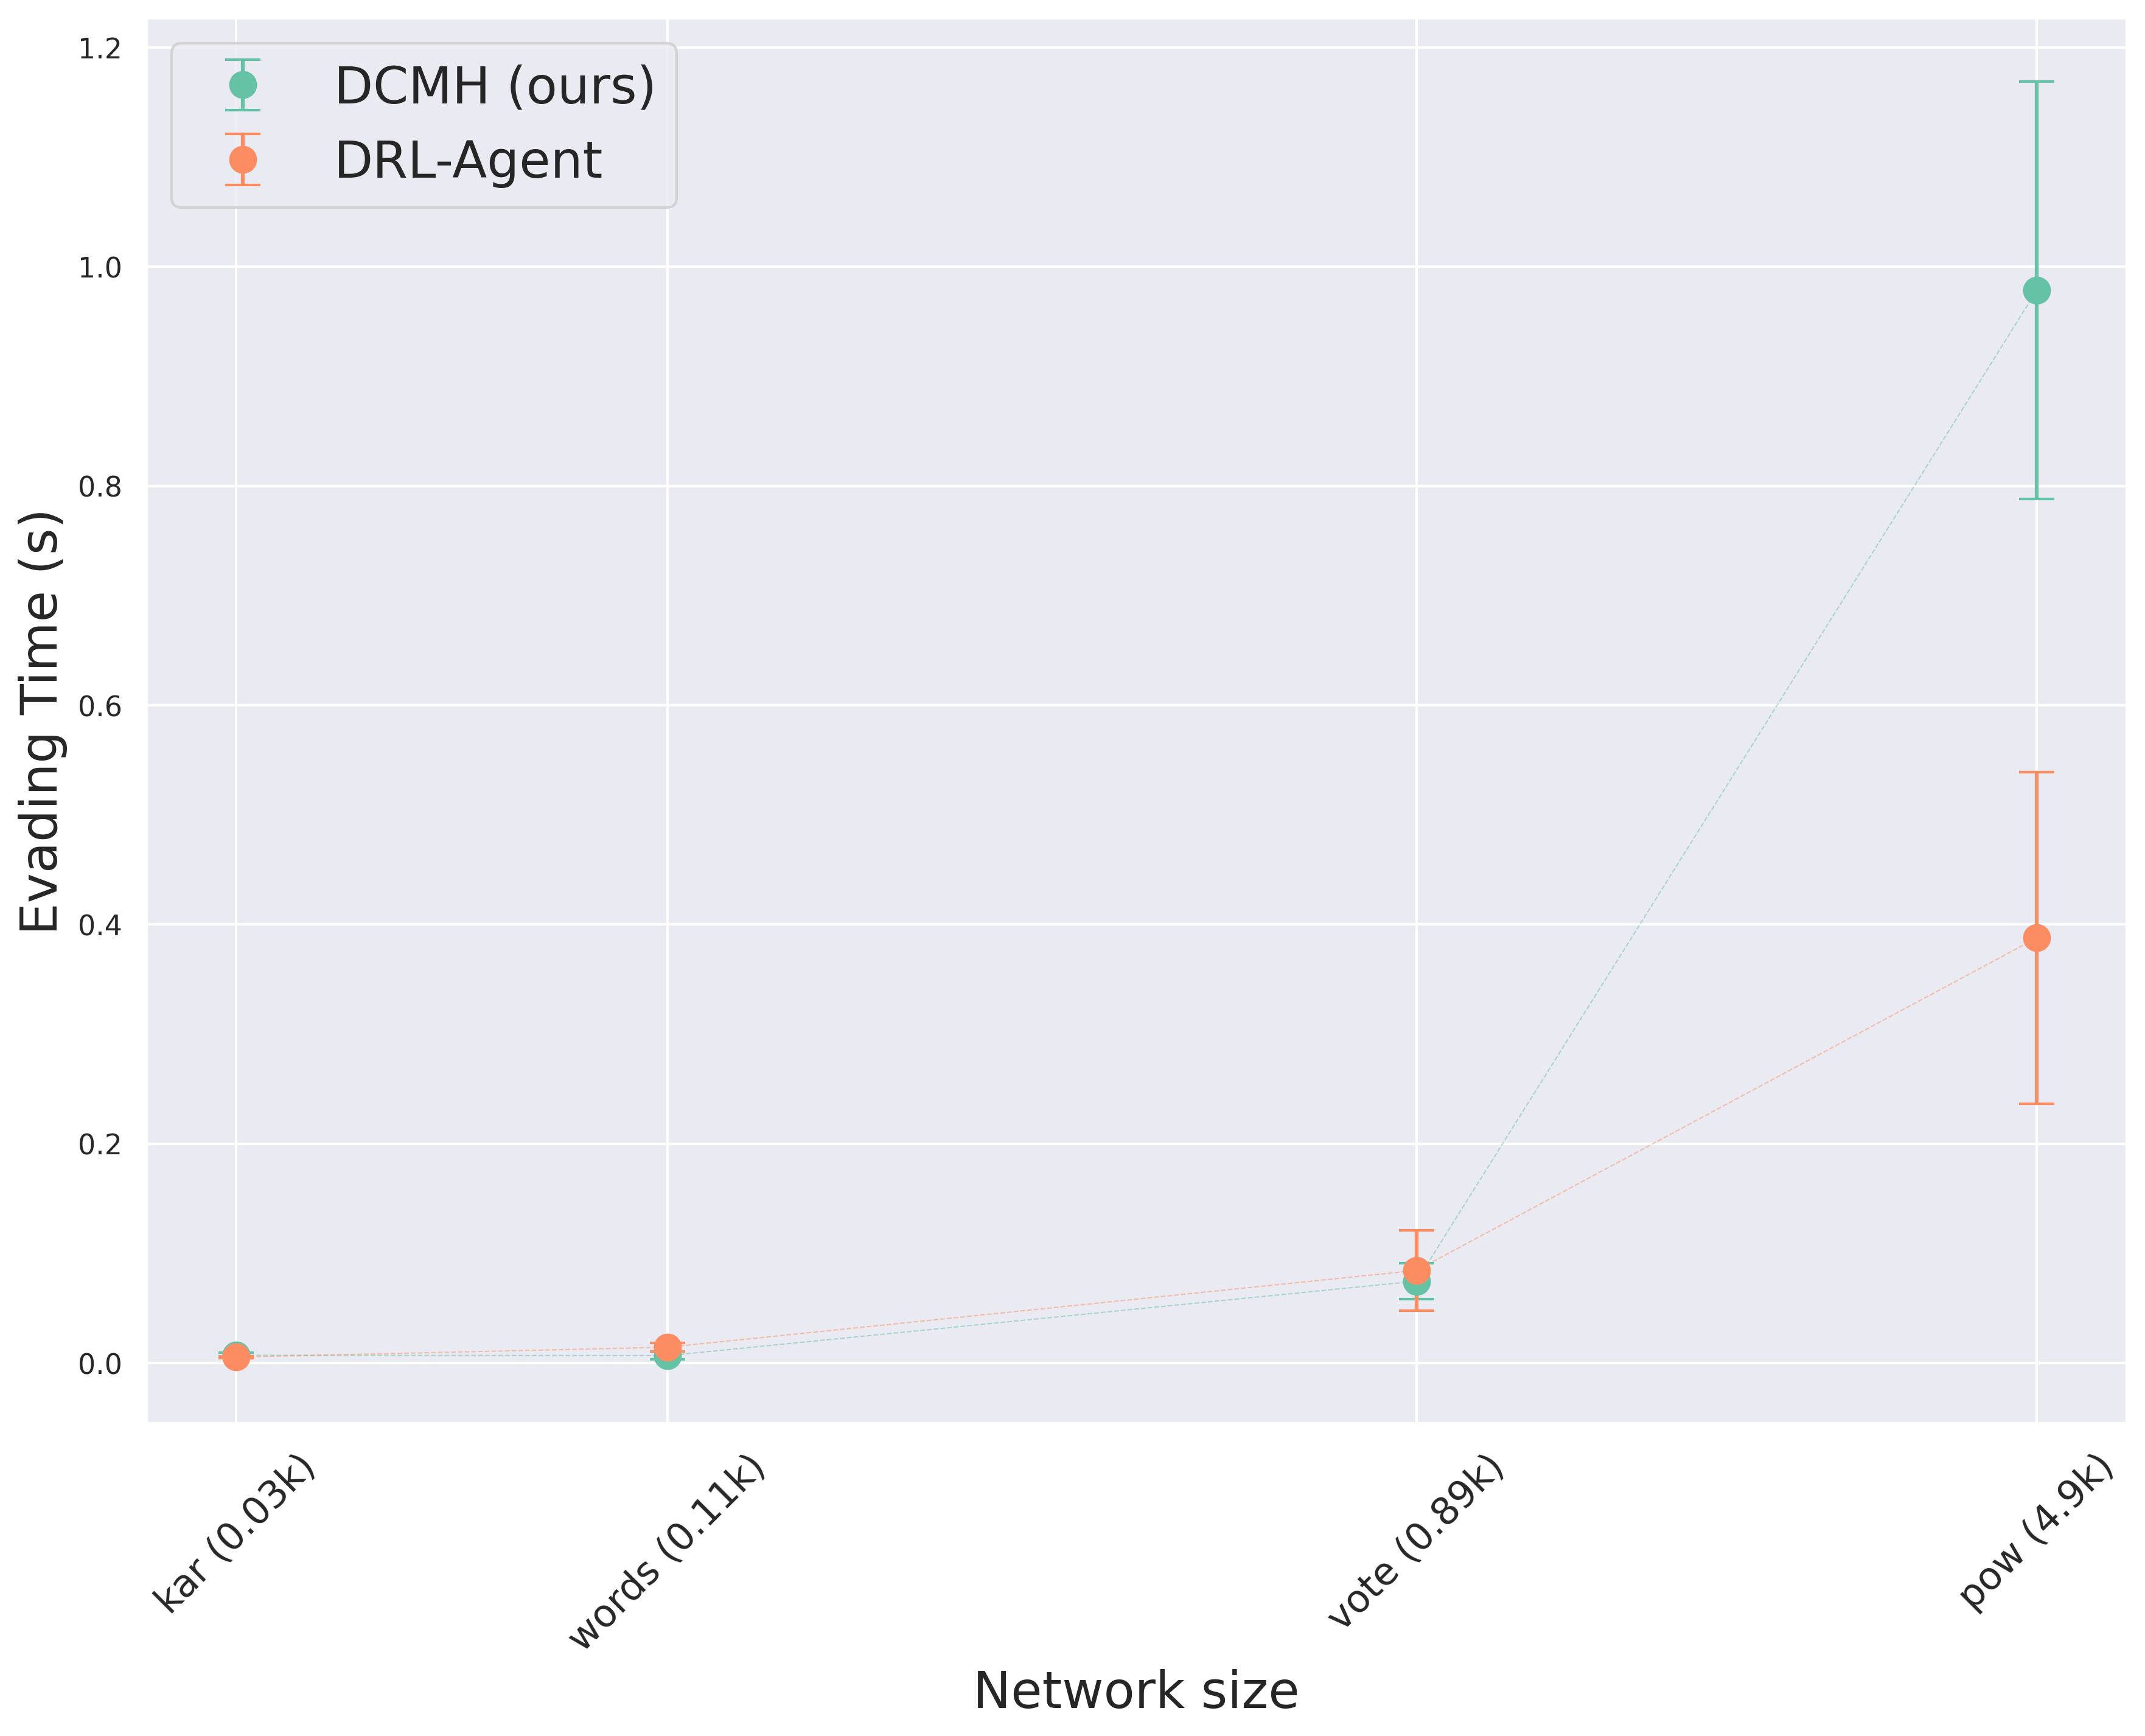 DCMH (ours)
DRL-Agent
Evading Time (s)
1.2
1.0
0.8
0.6
0.4
0.2
0.0
kar (0.03k)
words (0.11k)
vote (0.89k)
pow (4.9k)
Network size